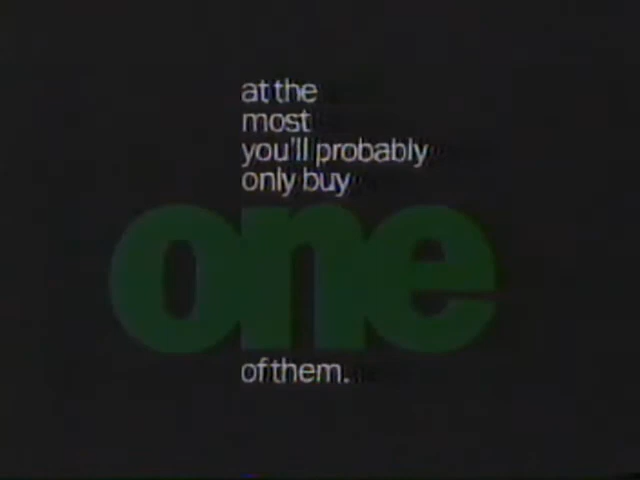 at the
most
you'll probably
only buy
one
of them.